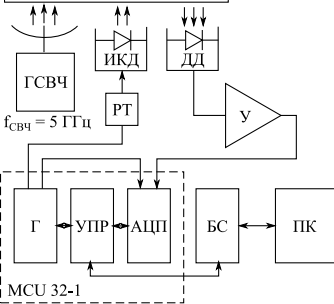 ГСВЧ
ИКД
ДД
f_СВЧ = 5 ГГц
РТ
У
Г
УПР
АЦП
БС
ПК
MCU 32-1